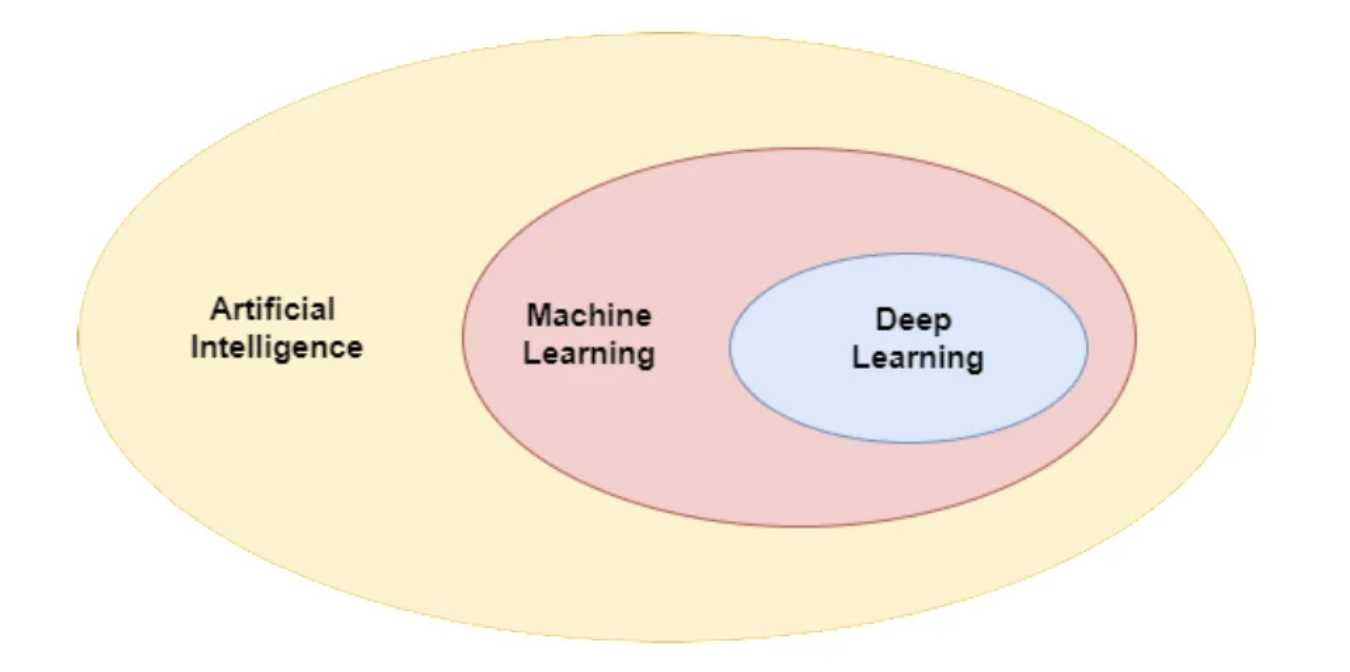 Artificial
Intelligence
Machine
Learning
Deep
Learning